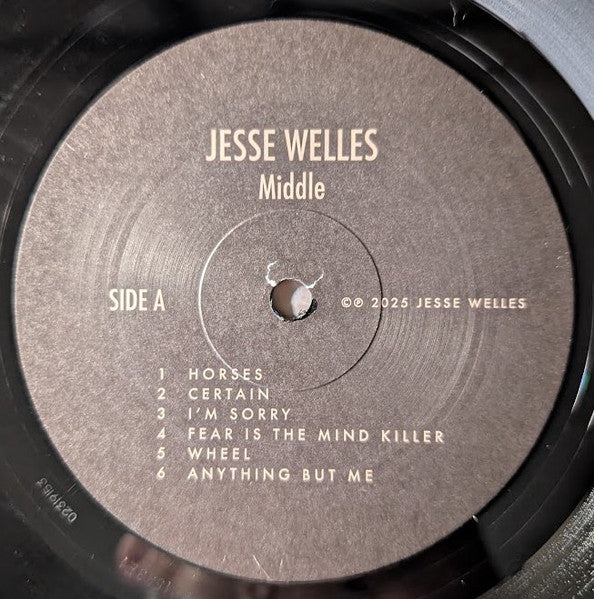 JESSE WELLES
Middle
SIDE A
©℗ 2025 JESSE WELLES
1 HORSES
2 CERTAIN
3 I'M SORRY
4 FEAR IS THE MIND KILLER
5 WHEEL
6 ANYTHING BUT ME